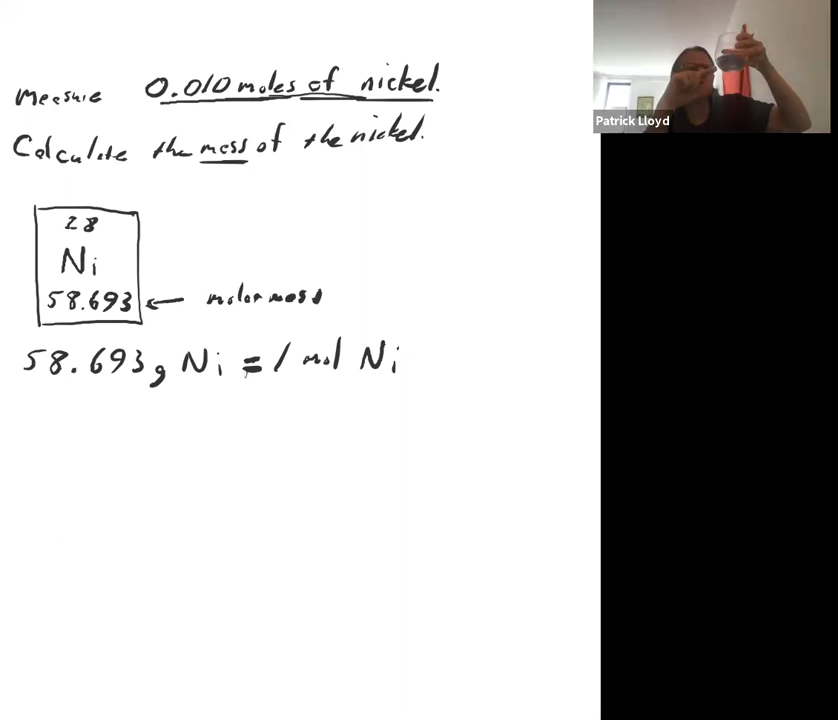 Measure 0.010 moles of nickel.
Patrick Lloyd
Calculate the mass of the nickel.
28
Ni
58.693 ← molar mass
58.693 g Ni = 1 mol Ni